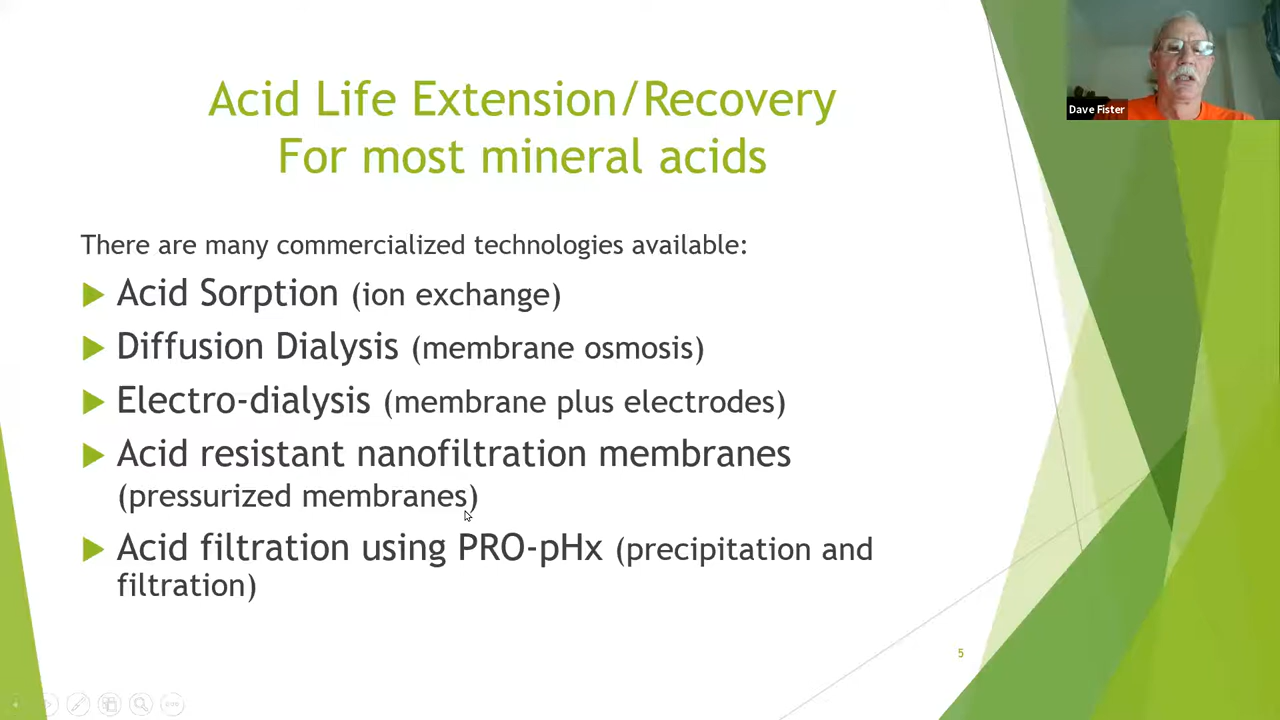 Acid Life Extension/Recovery
For most mineral acids
Dave Fister
There are many commercialized technologies available:
Acid Sorption (ion exchange)
Diffusion Dialysis (membrane osmosis)
Electro-dialysis (membrane plus electrodes)
Acid resistant nanofiltration membranes
(pressurized membranes)
Acid filtration using PRO-pHx (precipitation and
filtration)
5